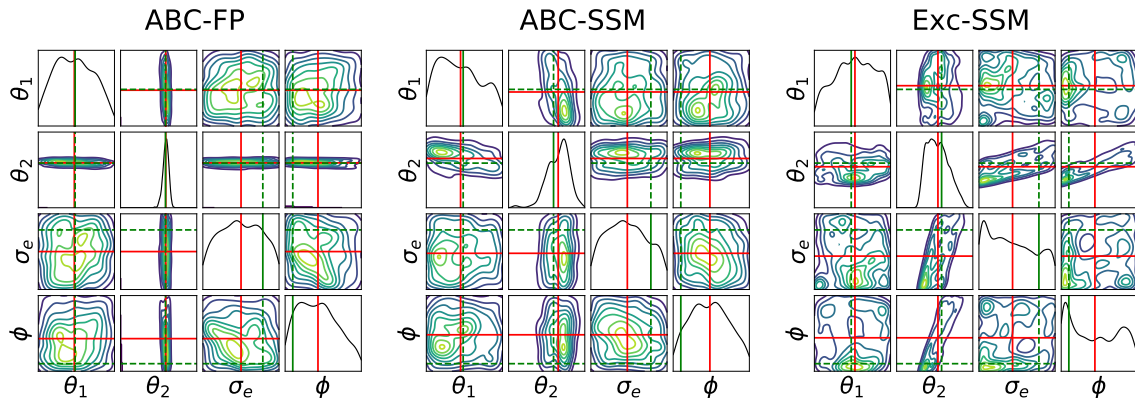 ABC-FP ABC-SSM Exc-SSM
θ₁ θ₁ θ₁
θ₂ θ₂ θ₂
σₑ σₑ σₑ
ϕ ϕ ϕ
θ₁ θ₂ σₑ ϕ θ₁ θ₂ σₑ ϕ θ₁ θ₂ σₑ ϕ